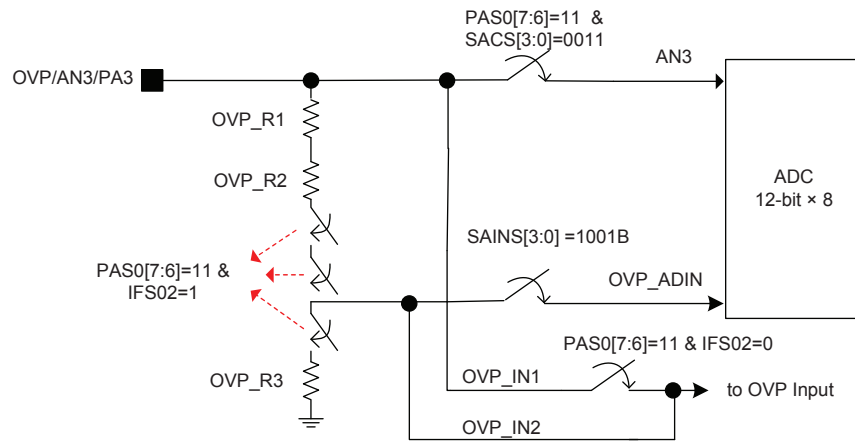 PAS0[7:6]=11 &
SACS[3:0]=0011
AN3
OVP/AN3/PA3
OVP_R1
OVP_R2
ADC
12-bit × 8
SAINS[3:0] =1001B
PAS0[7:6]=11 &
IFS02=1
OVP_ADIN
PAS0[7:6]=11 & IFS02=0
OVP_R3
OVP_IN1
to OVP Input
OVP_IN2